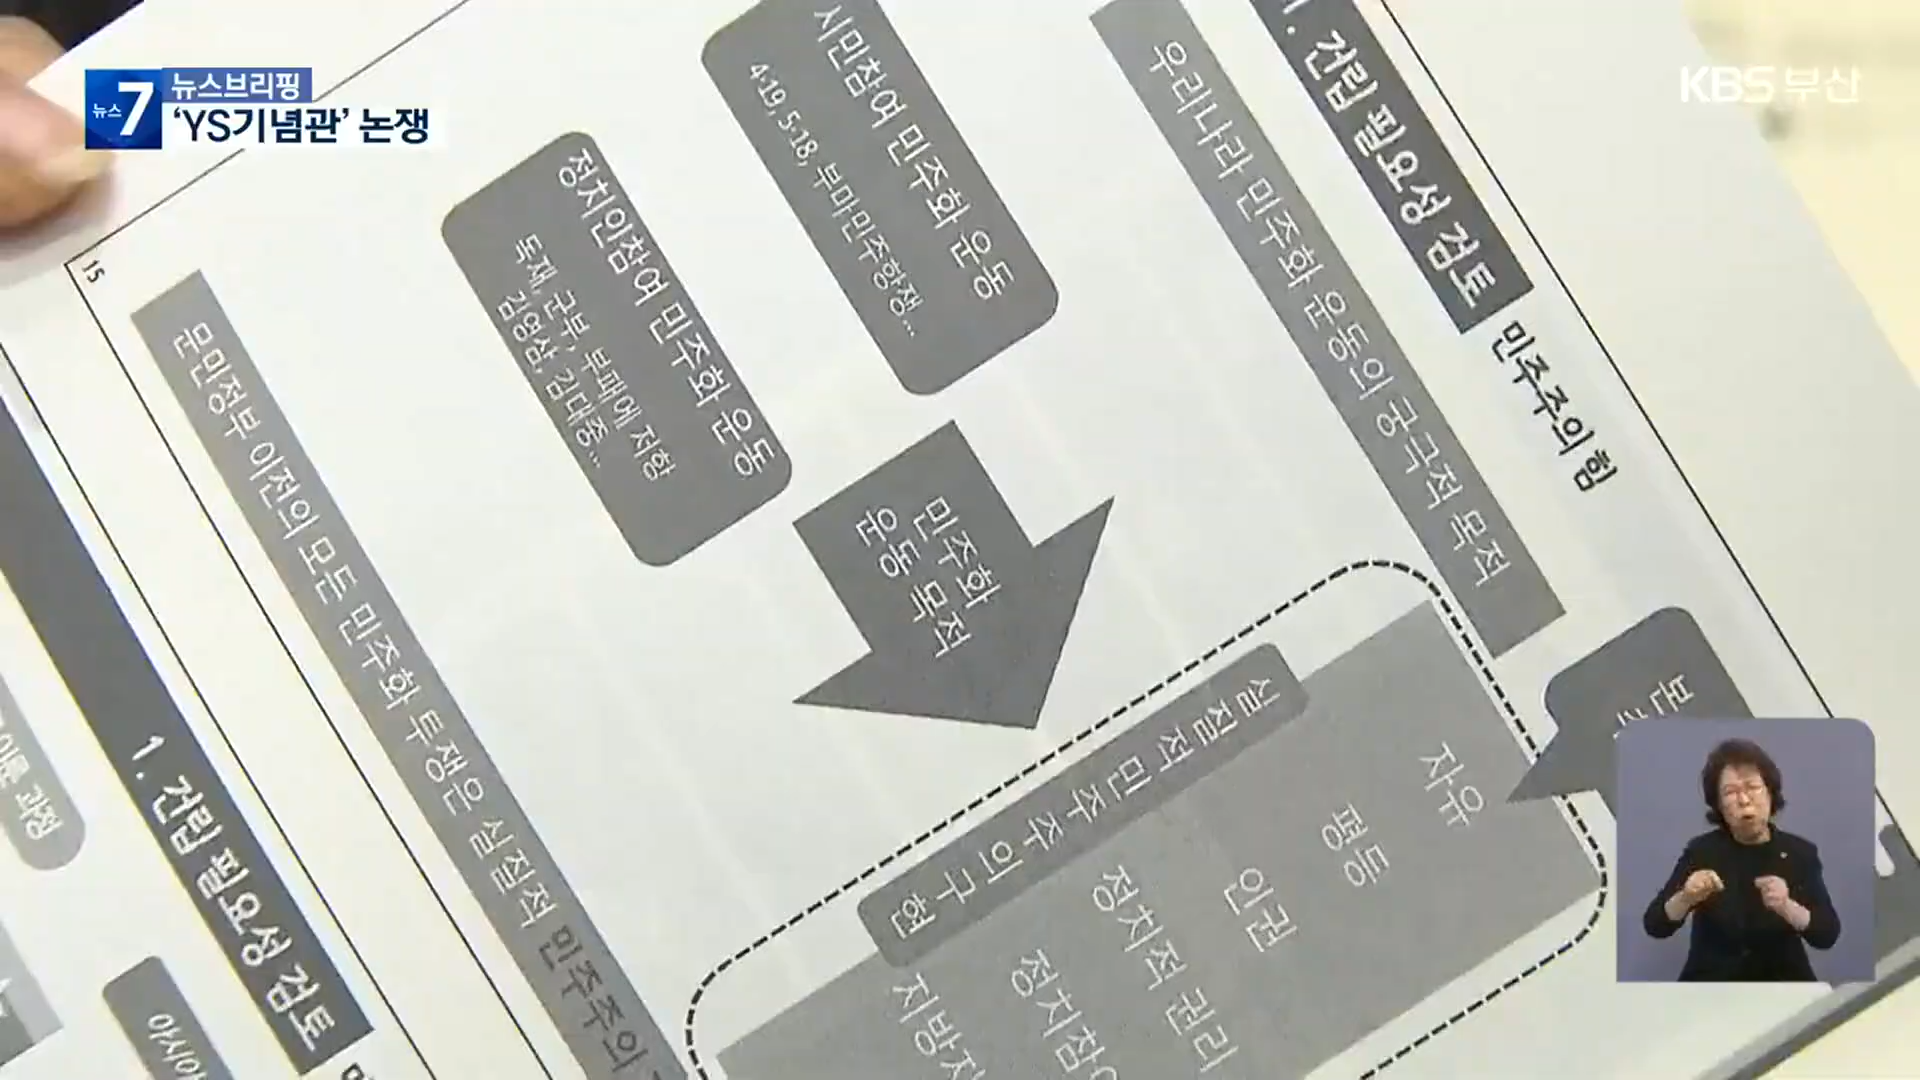 뉴스7
뉴스브리핑
‘YS기념관’ 논쟁
KBS 부산
1. 건립 필요성 검토
민주주의 힘
우리나라 민주화 운동의 궁극적 목적
시민참여 민주화 운동
4·19, 5·18, 부마민주항쟁...
정치인참여 민주화 운동
독재, 군부, 부패에 저항
김영삼, 김대중...
민주화
운동 목적
실질적 민주주의 구현
자유
평등
인권
정치적 권리
문민정부 이전의 모든 민주화 투쟁은 실질적 민주주의
15
1. 건립 필요성 검토
과정